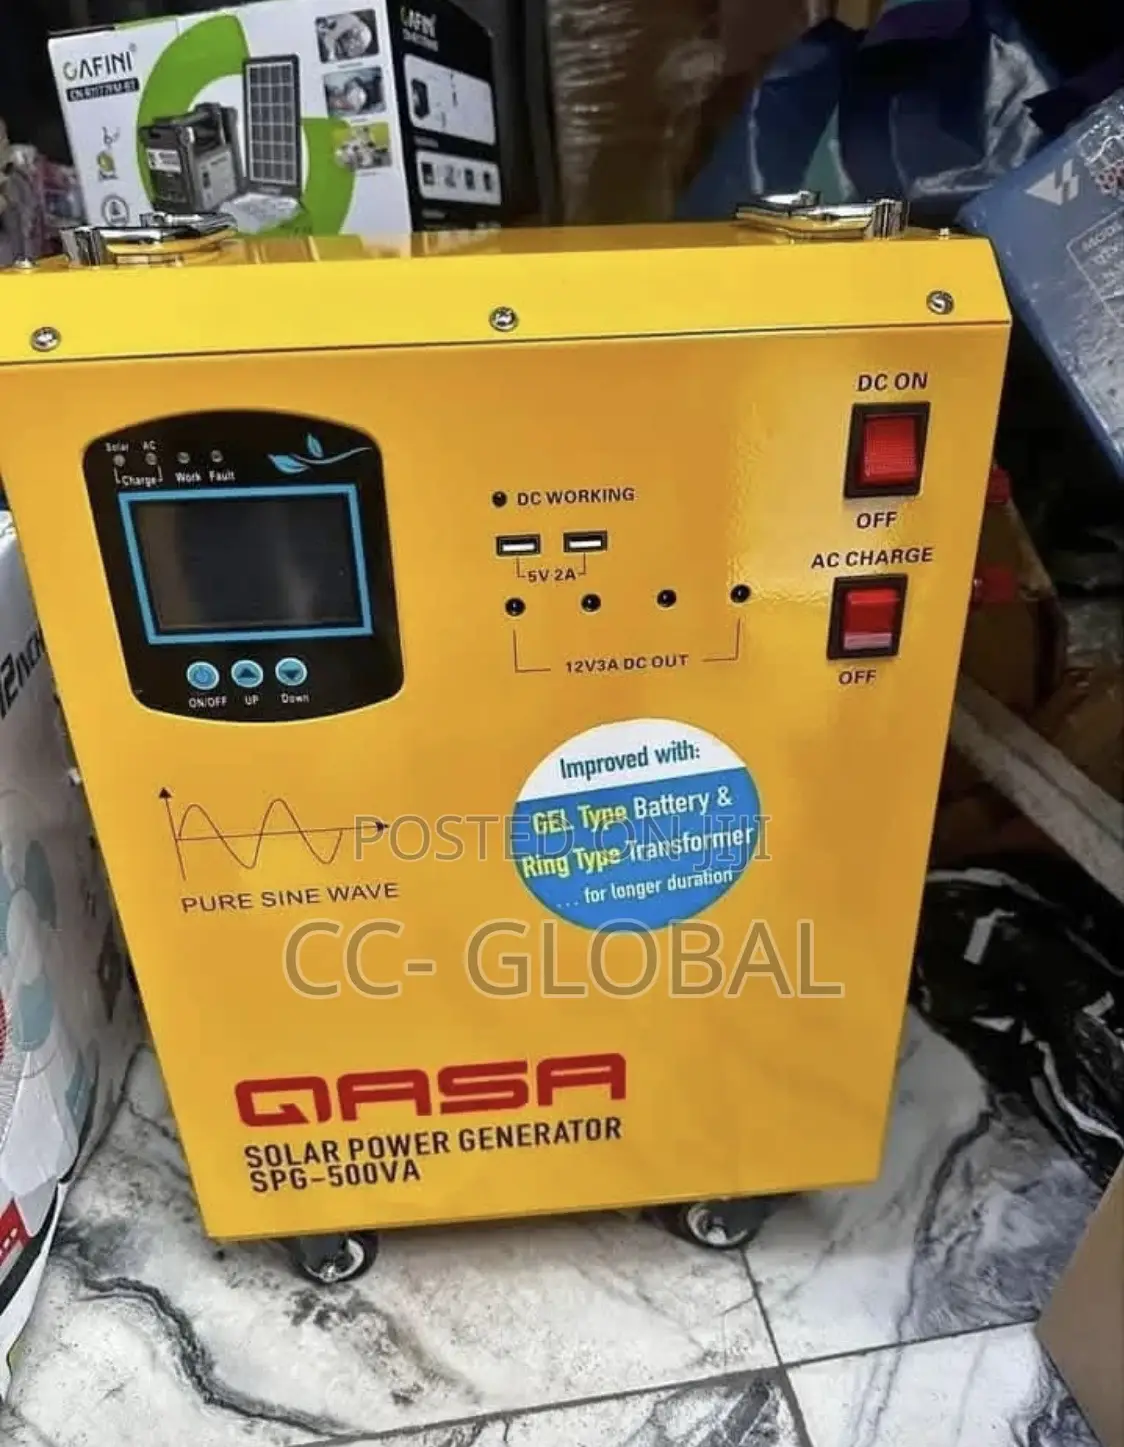 GAFINI
GAFINI
DC ON
OFF
AC CHARGE
OFF
Solar AC
Charge Work Fault
ON/OFF UP Down
DC WORKING
5V 2A
12V3A DC OUT
Improved with:
GEL Type Battery &
Ring Type Transformer
... for longer duration
PURE SINE WAVE
POSTED ON JIJI
CC- GLOBAL
QASA
SOLAR POWER GENERATOR
SPG-500VA